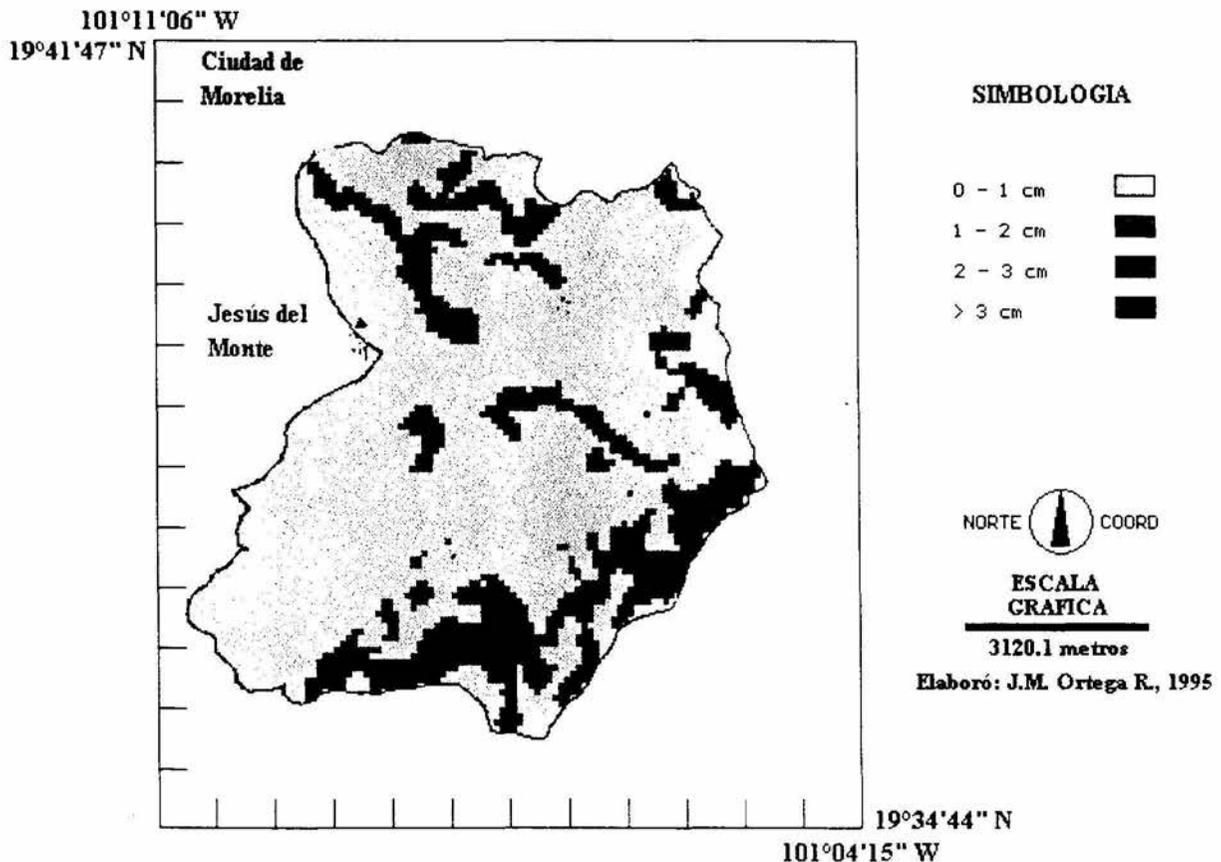 101°11'06" W
19°41'47" N
Ciudad de
Morelia
SIMBOLOGIA
0 - 1 cm
1 - 2 cm
2 - 3 cm
> 3 cm
Jesús del
Monte
NORTE
COORD
ESCALA
GRAFICA
3120.1 metros
Elaboró: J.M. Ortega R., 1995
19°34'44" N
101°04'15" W